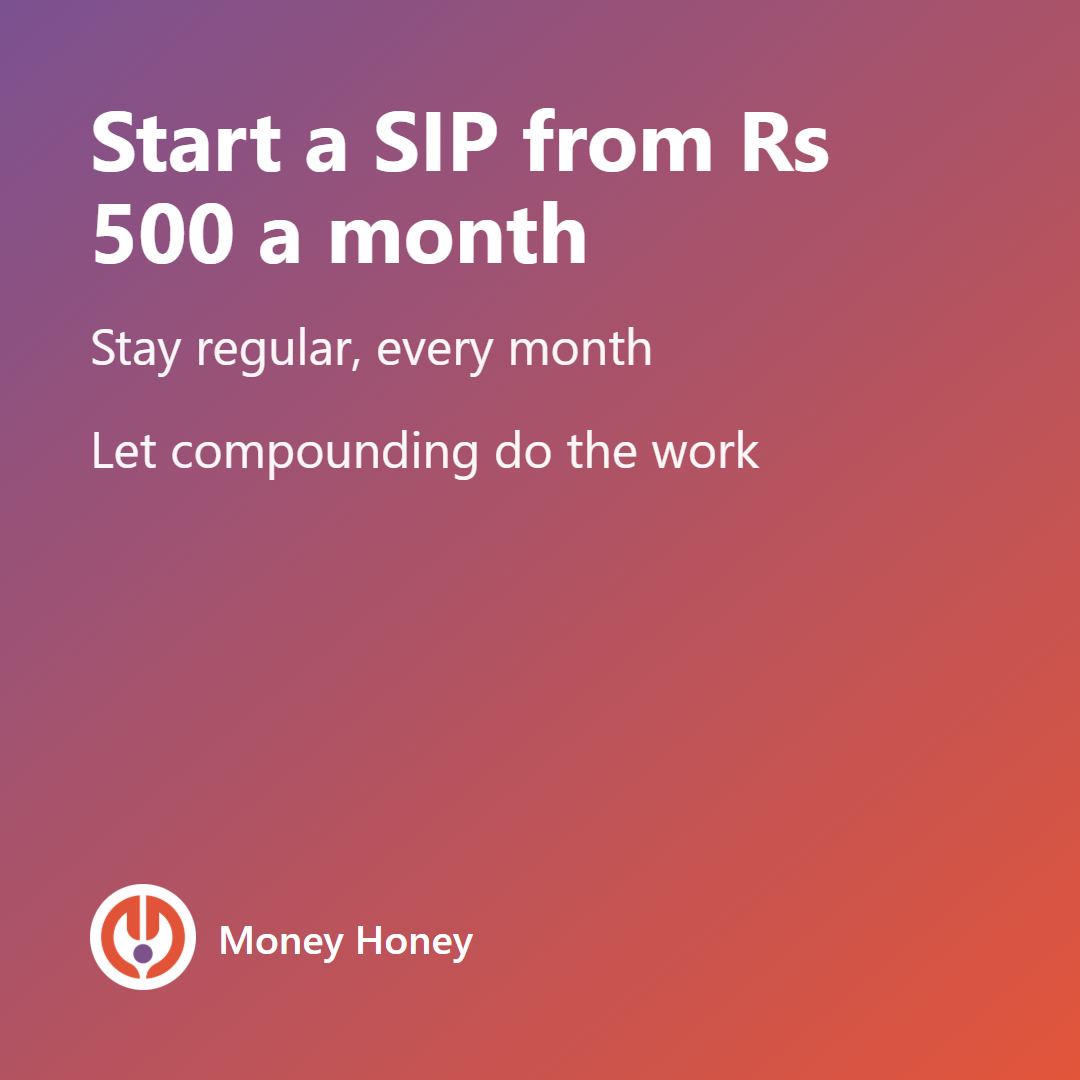 Start a SIP from Rs
500 a month
Stay regular, every month
Let compounding do the work
Money Honey